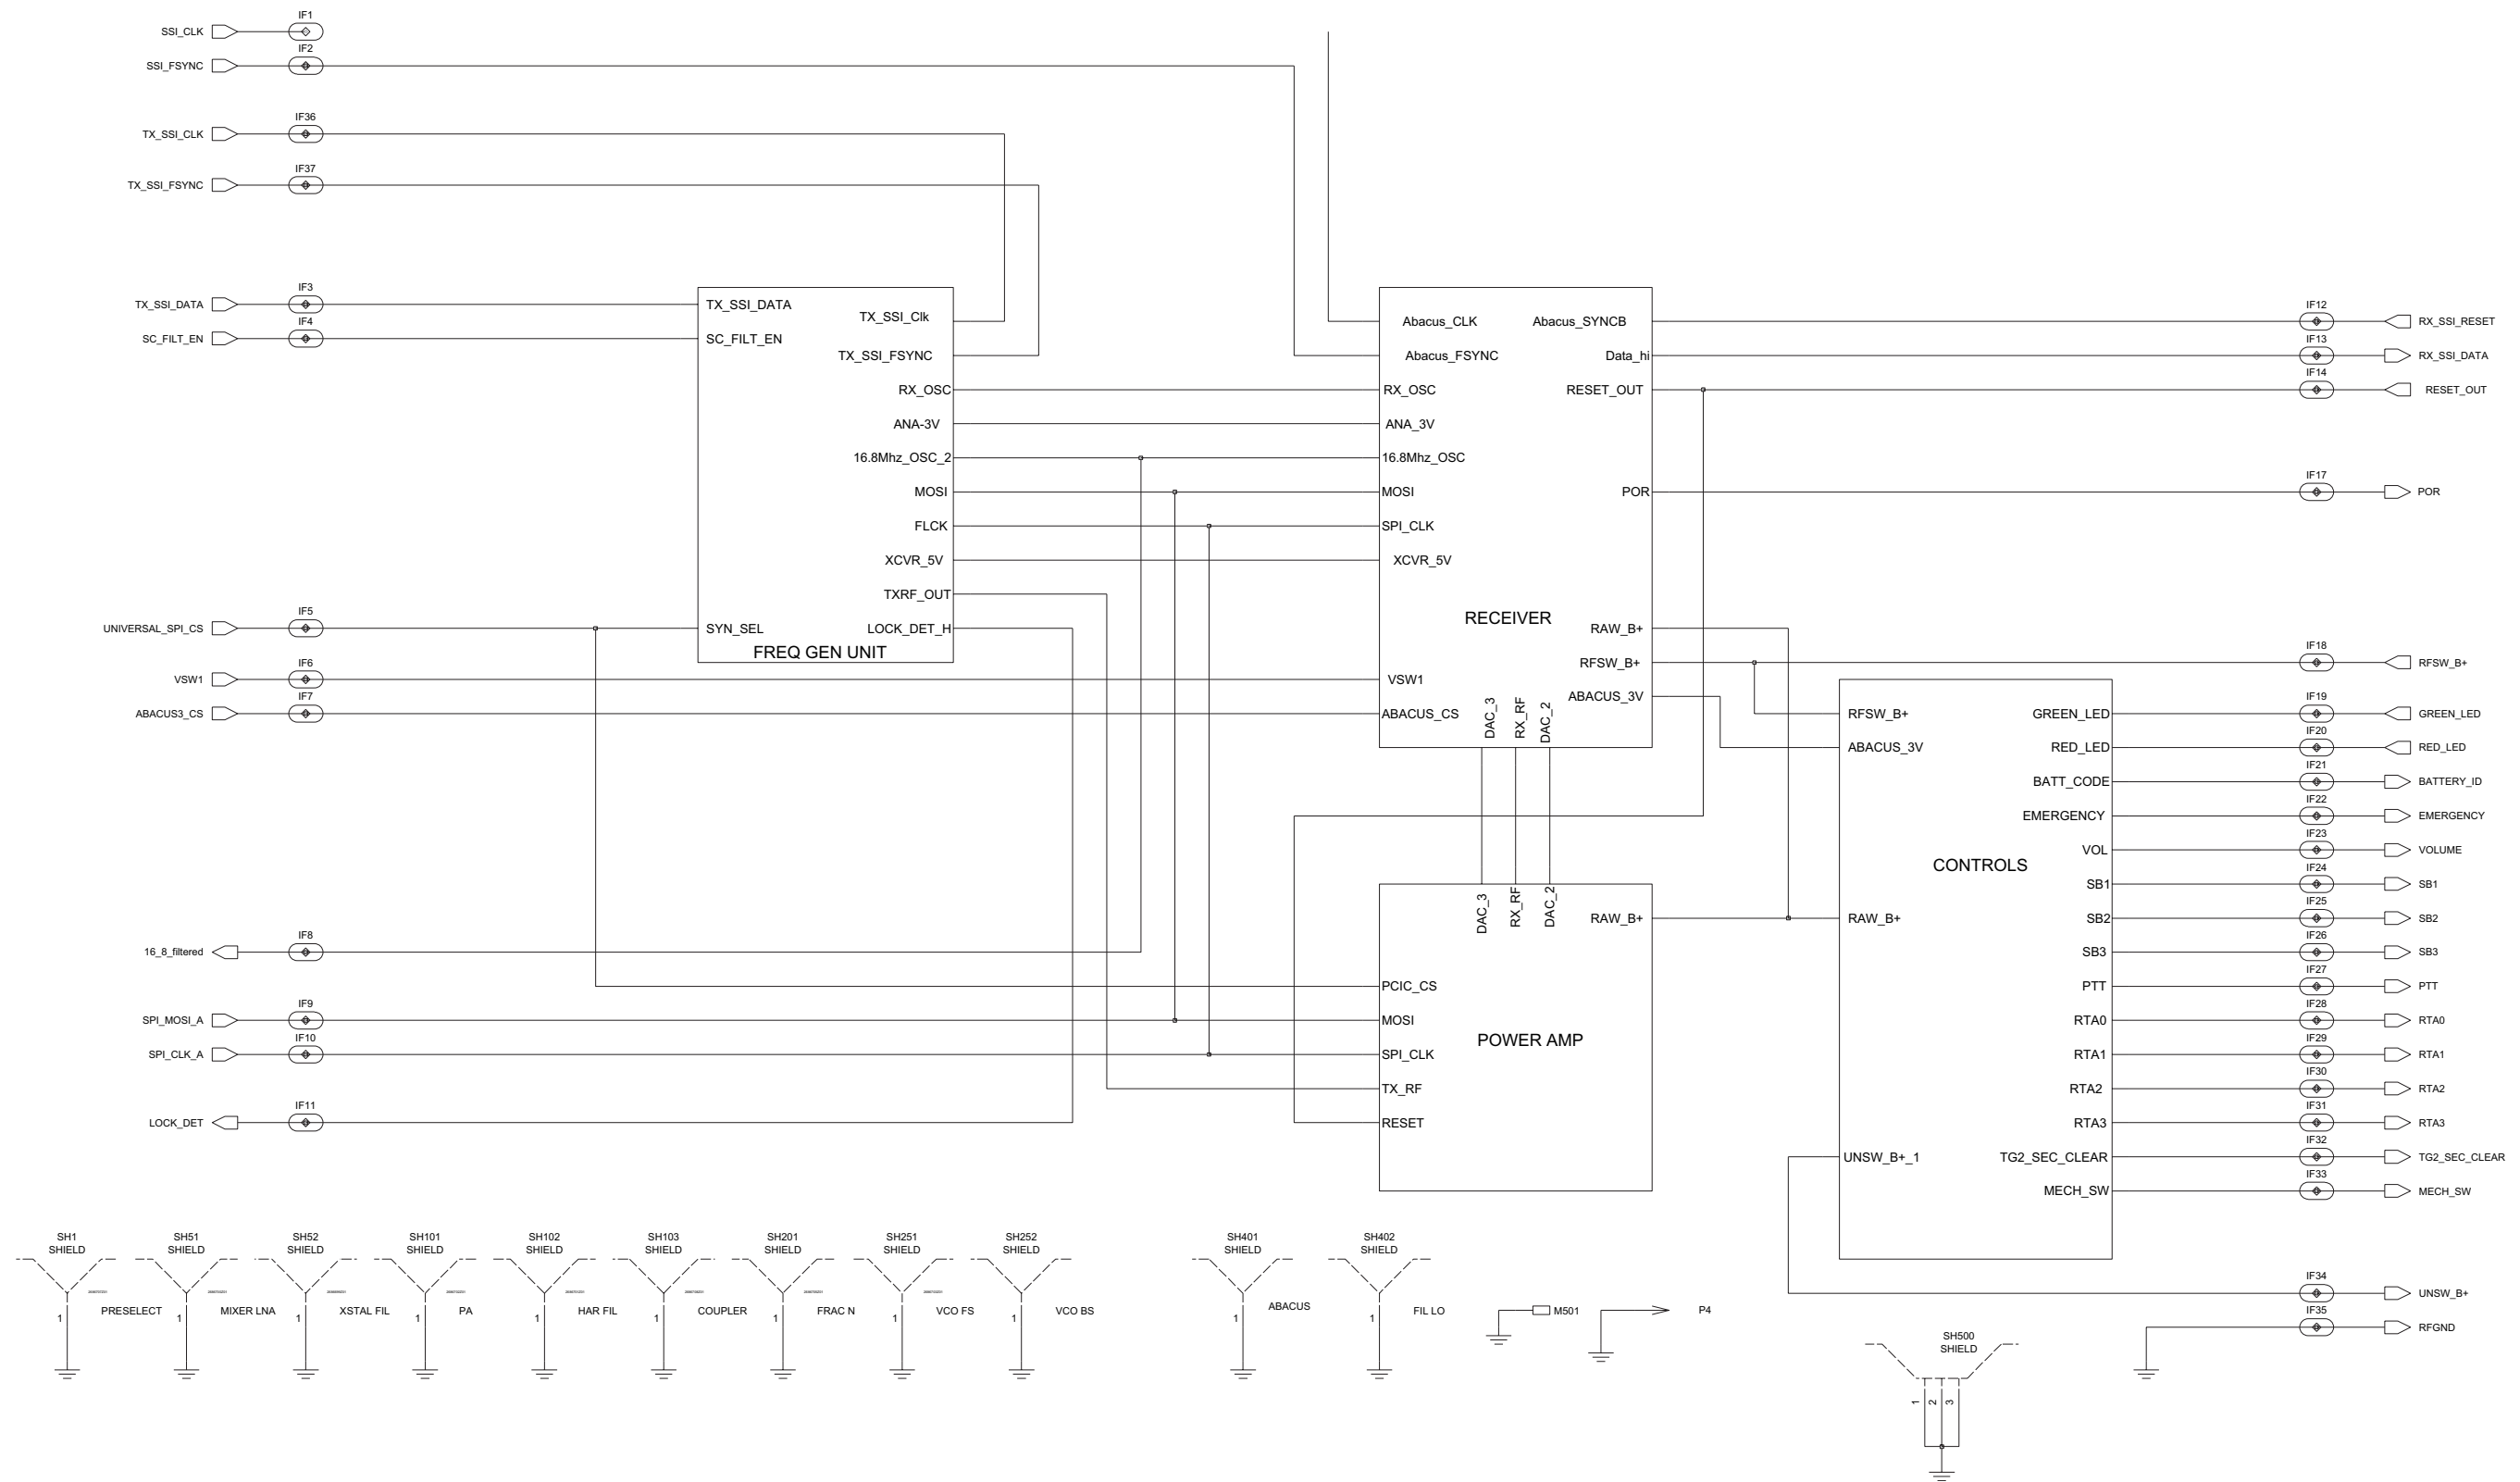 IF1
SSI_CLK
IF2
SSI_FSYNC
IF36
TX_SSI_CLK
IF37
TX_SSI_FSYNC
IF3
TX_SSI_DATA
IF4
SC_FILT_EN
IF5
UNIVERSAL_SPI_CS
IF6
VSW1
IF7
ABACUS3_CS
IF8
16_8_filtered
IF9
SPI_MOSI_A
IF10
SPI_CLK_A
IF11
LOCK_DET
TX_SSI_DATA
TX_SSI_Clk
SC_FILT_EN
TX_SSI_FSYNC
RX_OSC
ANA-3V
16.8Mhz_OSC_2
MOSI
FLCK
XCVR_5V
TXRF_OUT
SYN_SEL
LOCK_DET_H
FREQ GEN UNIT
Abacus_CLK
Abacus_SYNCB
Abacus_FSYNC
Data_hi
RX_OSC
RESET_OUT
ANA_3V
16.8Mhz_OSC
MOSI
POR
SPI_CLK
XCVR_5V
RECEIVER
RAW_B+
RFSW_B+
VSW1
ABACUS_3V
ABACUS_CS
DAC_3
RX_RF
DAC_2
DAC_3
RX_RF
DAC_2
RAW_B+
PCIC_CS
MOSI
POWER AMP
SPI_CLK
TX_RF
RESET
RFSW_B+
GREEN_LED
ABACUS_3V
RED_LED
BATT_CODE
EMERGENCY
VOL
CONTROLS
SB1
RAW_B+
SB2
SB3
PTT
RTA0
RTA1
RTA2
RTA3
UNSW_B+_1
TG2_SEC_CLEAR
MECH_SW
IF12
RX_SSI_RESET
IF13
RX_SSI_DATA
IF14
RESET_OUT
IF17
POR
IF18
RFSW_B+
IF19
GREEN_LED
IF20
RED_LED
IF21
BATTERY_ID
IF22
EMERGENCY
IF23
VOLUME
IF24
SB1
IF25
SB2
IF26
SB3
IF27
PTT
IF28
RTA0
IF29
RTA1
IF30
RTA2
IF31
RTA3
IF32
TG2_SEC_CLEAR
IF33
MECH_SW
IF34
UNSW_B+
IF35
RFGND
SH1
SHIELD
PRESELECT
1
SH51
SHIELD
MIXER LNA
1
SH52
SHIELD
XSTAL FIL
1
SH101
SHIELD
PA
1
SH102
SHIELD
HAR FIL
1
SH103
SHIELD
COUPLER
1
SH201
SHIELD
FRAC N
1
SH251
SHIELD
VCO FS
1
SH252
SHIELD
VCO BS
1
SH401
SHIELD
ABACUS
1
SH402
SHIELD
FIL LO
1
M501
P4
SH500
SHIELD
1
2
3